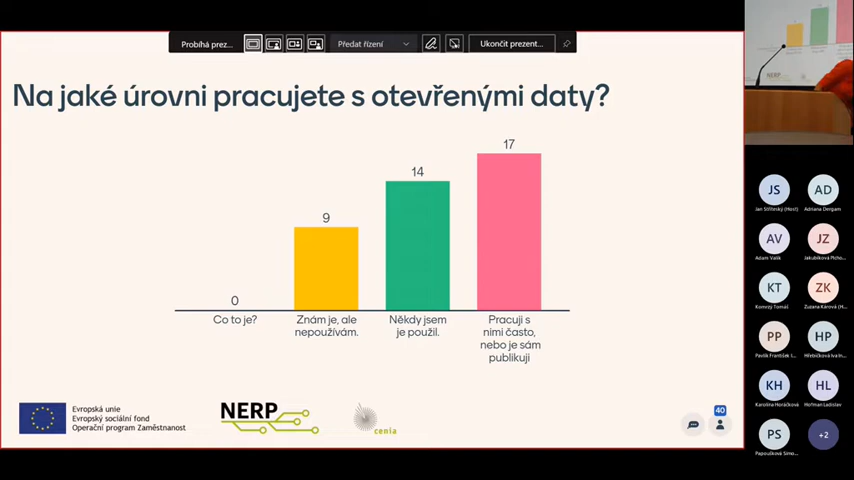 Probíhá prez...
Předat řízení
Ukončit prezent...
Na jaké úrovni pracujete s otevřenými daty?
0
9
14
17
Co to je?
Znám je, ale
nepoužívám.
Někdy jsem
je použil.
Pracuji s
nimi často,
nebo je sám
publikuji
Evropská unie
Evropský sociální fond
Operační program Zaměstnanost
NERP
cenia
40
JS
AD
Adriana Dergam
AV
JZ
Adam Valík
KT
ZK
Komrzý Tomáš
PP
HP
KH
HL
Karolína Horáčková
Hofman Ladislav
PS
+2